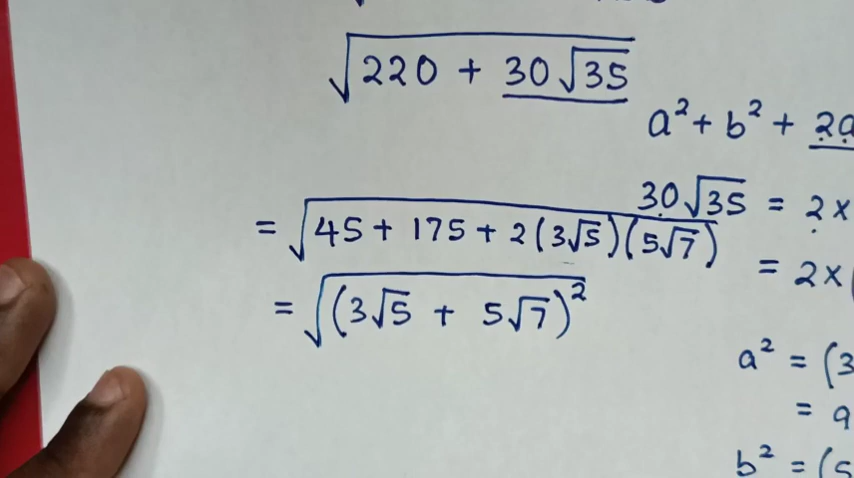 √(220 + 30√35)
a² + b² + 2a
30√35 = 2 ×
= √(45 + 175 + 2(3√5)(5√7))
= 2 ×
= √((3√5 + 5√7)²)
a² = (3
= 9
b² = (5